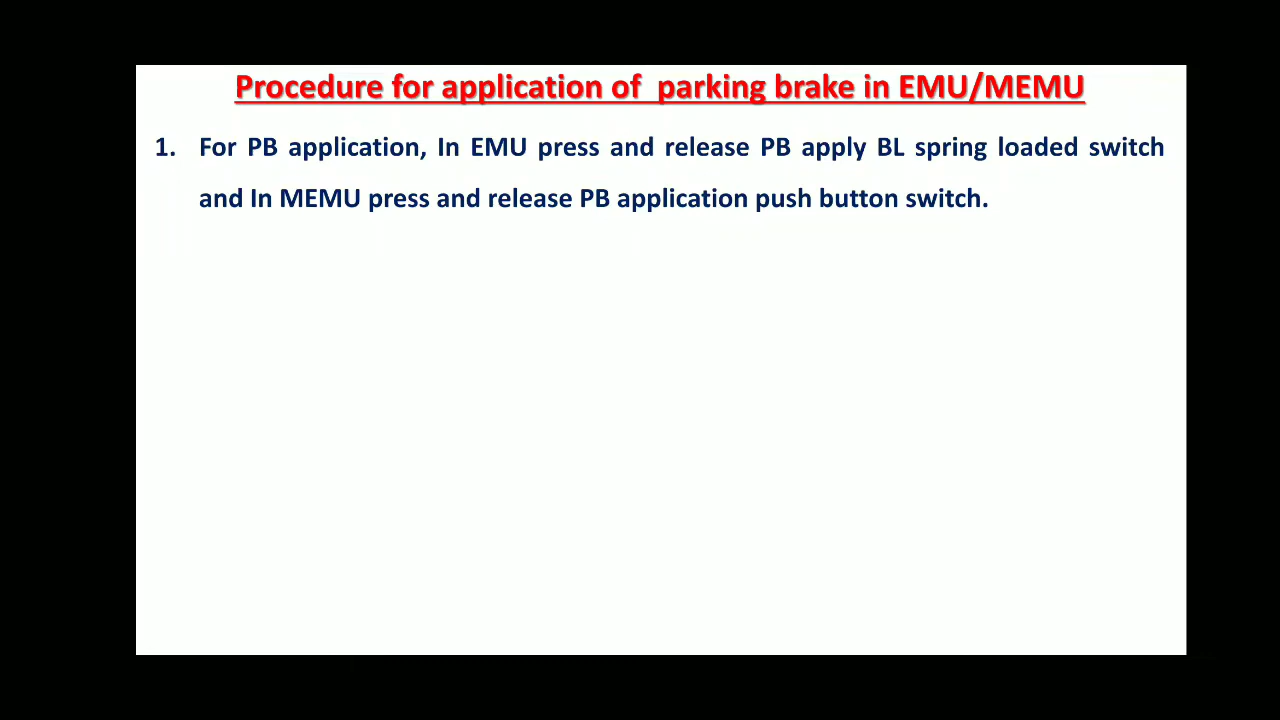 Procedure for application of  parking brake in EMU/MEMU
1. For PB application, In EMU press and release PB apply BL spring loaded switch
and In MEMU press and release PB application push button switch.